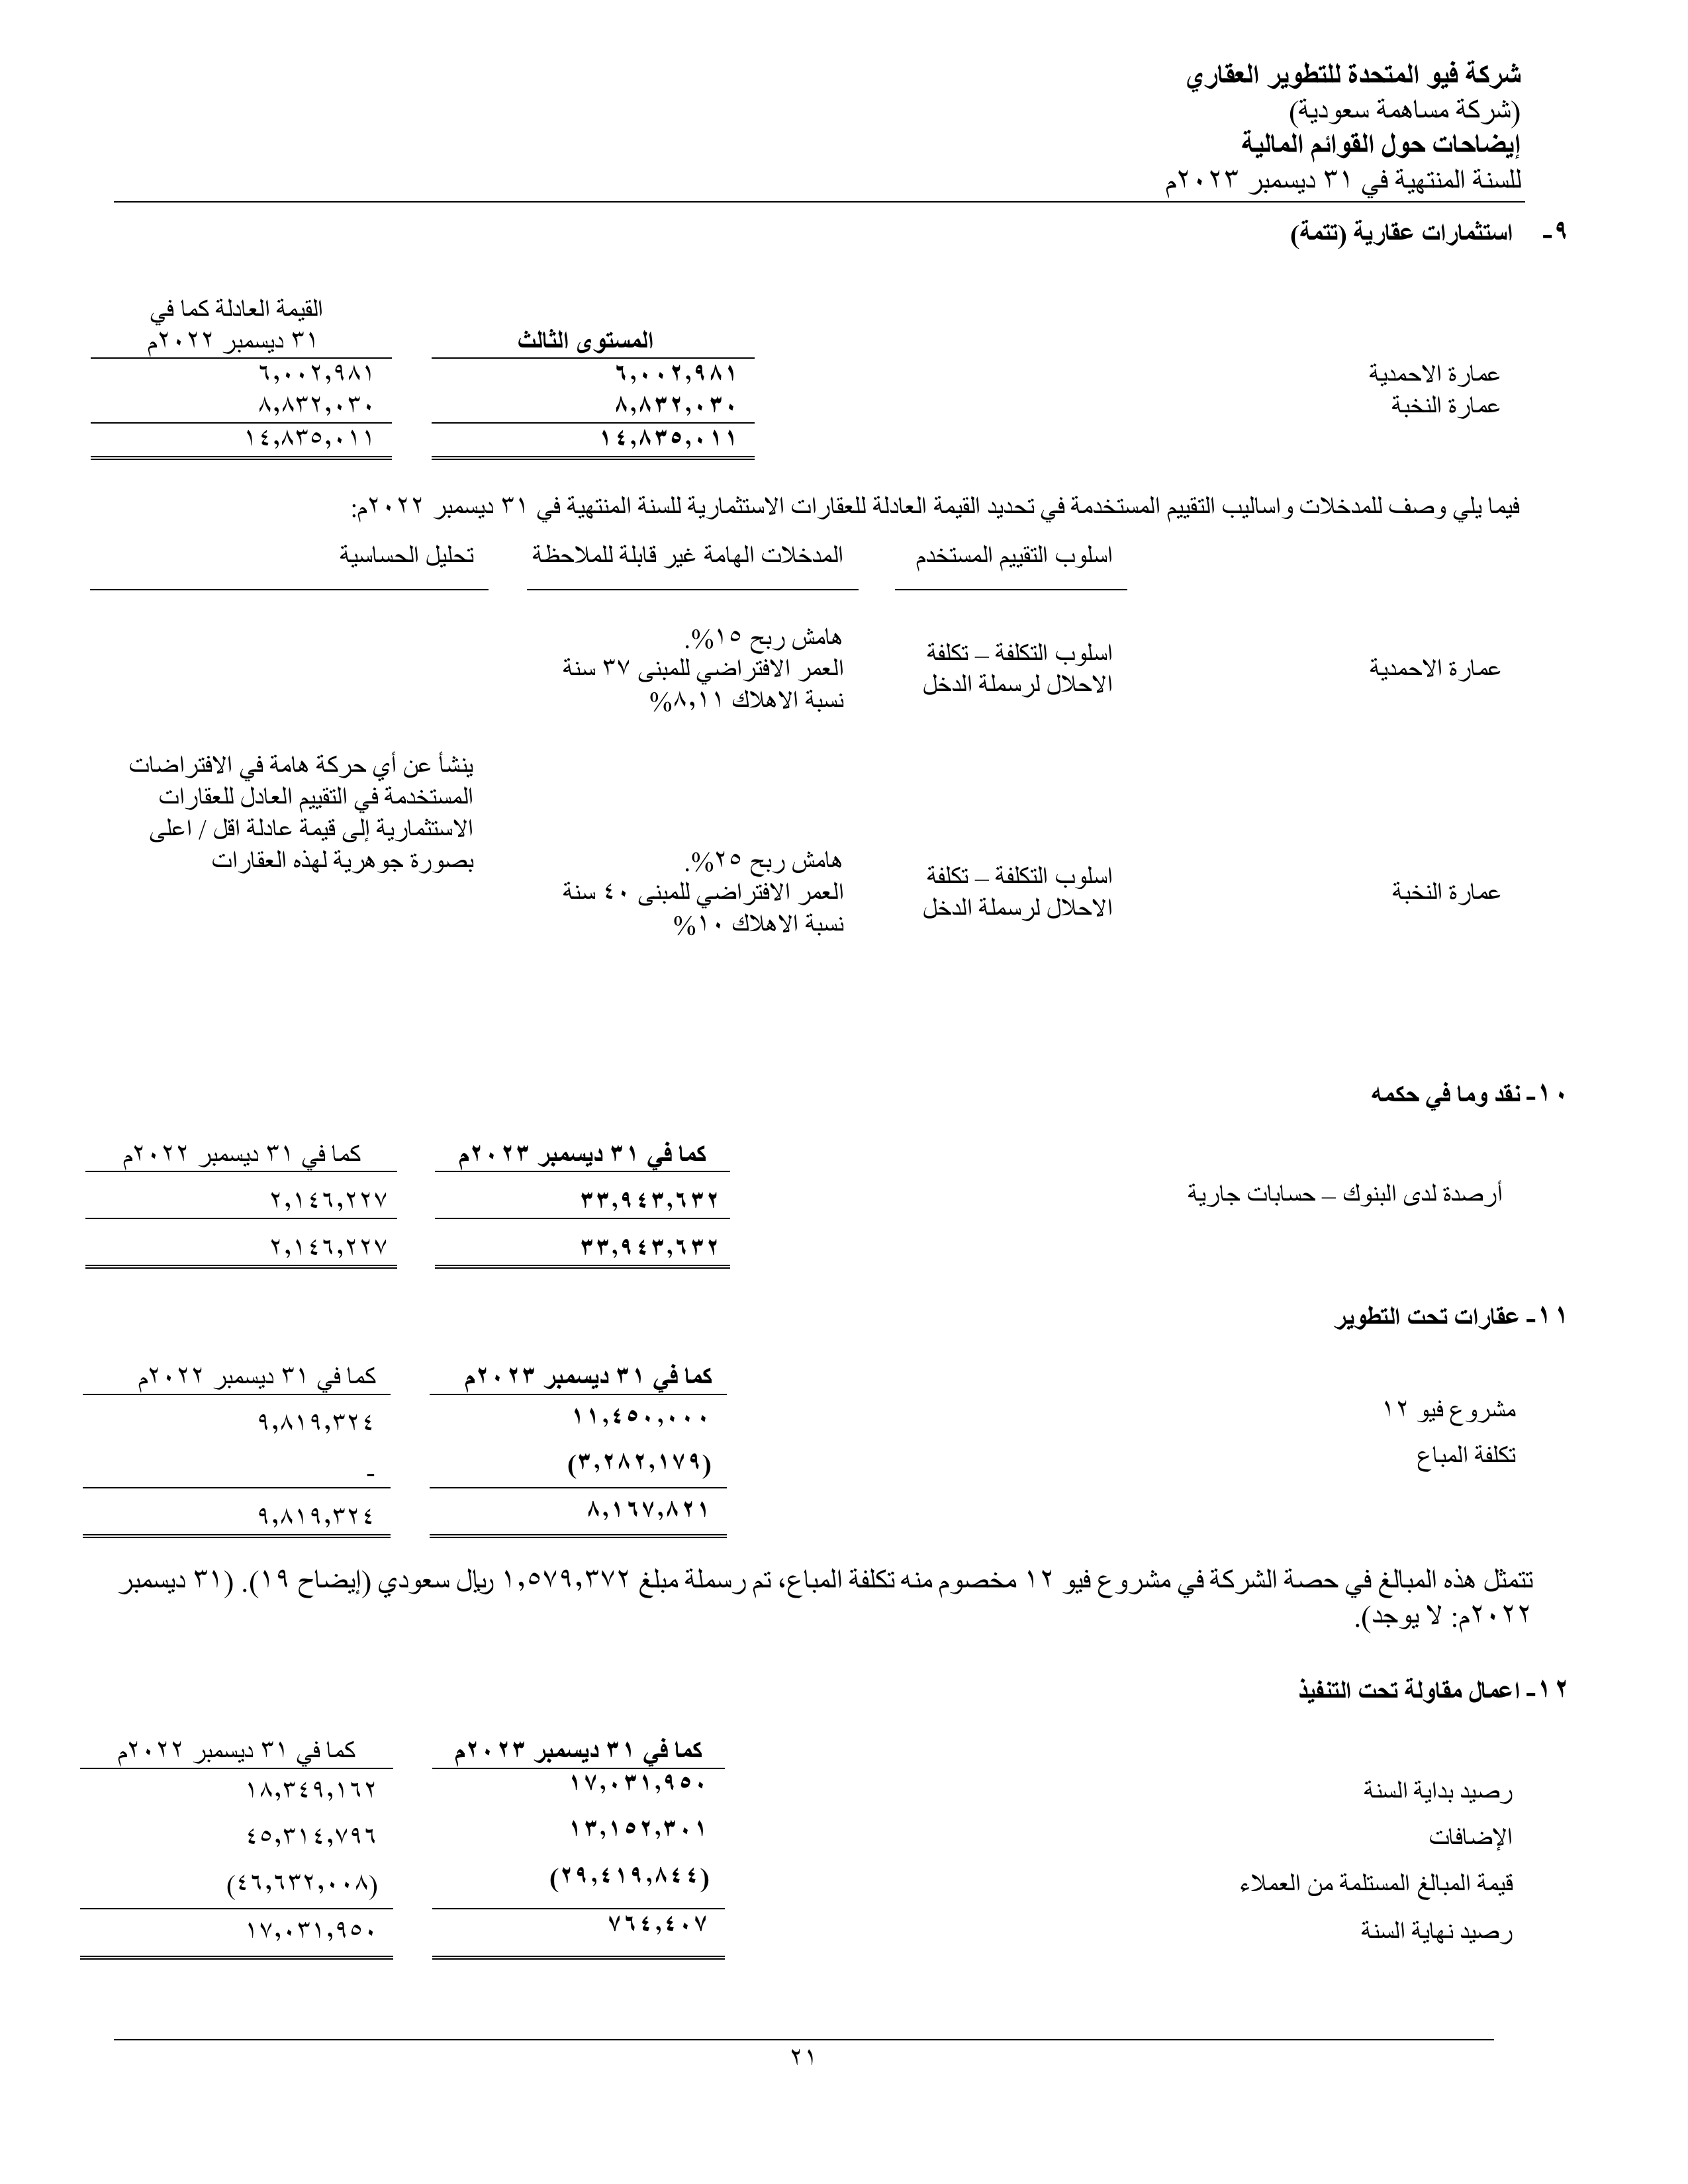 شركة فيو المتحدة للتطوير العقاري
(شركة مساهمة سعودية)
إيضاحات حول القوائم المالية
للسنة المنتهية في ٣١ ديسمبر ٢٠٢٣م
٩- استثمارات عقارية (تتمة)
القيمة العادلة كما في
المستوى الثالث ٣١ ديسمبر ٢٠٢٢م
عمارة الاحمدية ٦,٠٠٢,٩٨١ ٦,٠٠٢,٩٨١
عمارة النخبة ٨,٨٣٢,٠٣٠ ٨,٨٣٢,٠٣٠
١٤,٨٣٥,٠١١ ١٤,٨٣٥,٠١١
فيما يلي وصف للمدخلات واساليب التقييم المستخدمة في تحديد القيمة العادلة للعقارات الاستثمارية للسنة المنتهية في ٣١ ديسمبر ٢٠٢٢م:
اسلوب التقييم المستخدم المدخلات الهامة غير قابلة للملاحظة تحليل الحساسية
عمارة الاحمدية
اسلوب التكلفة – تكلفة
الاحلال لرسملة الدخل
هامش ربح ١٥%.
العمر الافتراضي للمبنى ٣٧ سنة
نسبة الاهلاك ٨,١١%
عمارة النخبة
اسلوب التكلفة – تكلفة
الاحلال لرسملة الدخل
هامش ربح ٢٥%.
العمر الافتراضي للمبنى ٤٠ سنة
نسبة الاهلاك ١٠%
ينشأ عن أي حركة هامة في الافتراضات
المستخدمة في التقييم العادل للعقارات
الاستثمارية إلى قيمة عادلة اقل / اعلى
بصورة جوهرية لهذه العقارات
١٠- نقد وما في حكمه
كما في ٣١ ديسمبر ٢٠٢٣م كما في ٣١ ديسمبر ٢٠٢٢م
أرصدة لدى البنوك – حسابات جارية ٣٣,٩٤٣,٦٣٢ ٢,١٤٦,٢٢٧
٣٣,٩٤٣,٦٣٢ ٢,١٤٦,٢٢٧
١١- عقارات تحت التطوير
كما في ٣١ ديسمبر ٢٠٢٣م كما في ٣١ ديسمبر ٢٠٢٢م
مشروع فيو ١٢ ١١,٤٥٠,٠٠٠ ٩,٨١٩,٣٢٤
تكلفة المباع (٣,٢٨٢,١٧٩) -
٨,١٦٧,٨٢١ ٩,٨١٩,٣٢٤
تتمثل هذه المبالغ في حصة الشركة في مشروع فيو ١٢ مخصوم منه تكلفة المباع، تم رسملة مبلغ ١,٥٧٩,٣٧٢ ريال سعودي (إيضاح ١٩). (٣١ ديسمبر
٢٠٢٢م: لا يوجد).
١٢- اعمال مقاولة تحت التنفيذ
كما في ٣١ ديسمبر ٢٠٢٣م كما في ٣١ ديسمبر ٢٠٢٢م
رصيد بداية السنة ١٧,٠٣١,٩٥٠ ١٨,٣٤٩,١٦٢
الإضافات ١٣,١٥٢,٣٠١ ٤٥,٣١٤,٧٩٦
قيمة المبالغ المستلمة من العملاء (٢٩,٤١٩,٨٤٤) (٤٦,٦٣٢,٠٠٨)
رصيد نهاية السنة ٧٦٤,٤٠٧ ١٧,٠٣١,٩٥٠
٢١